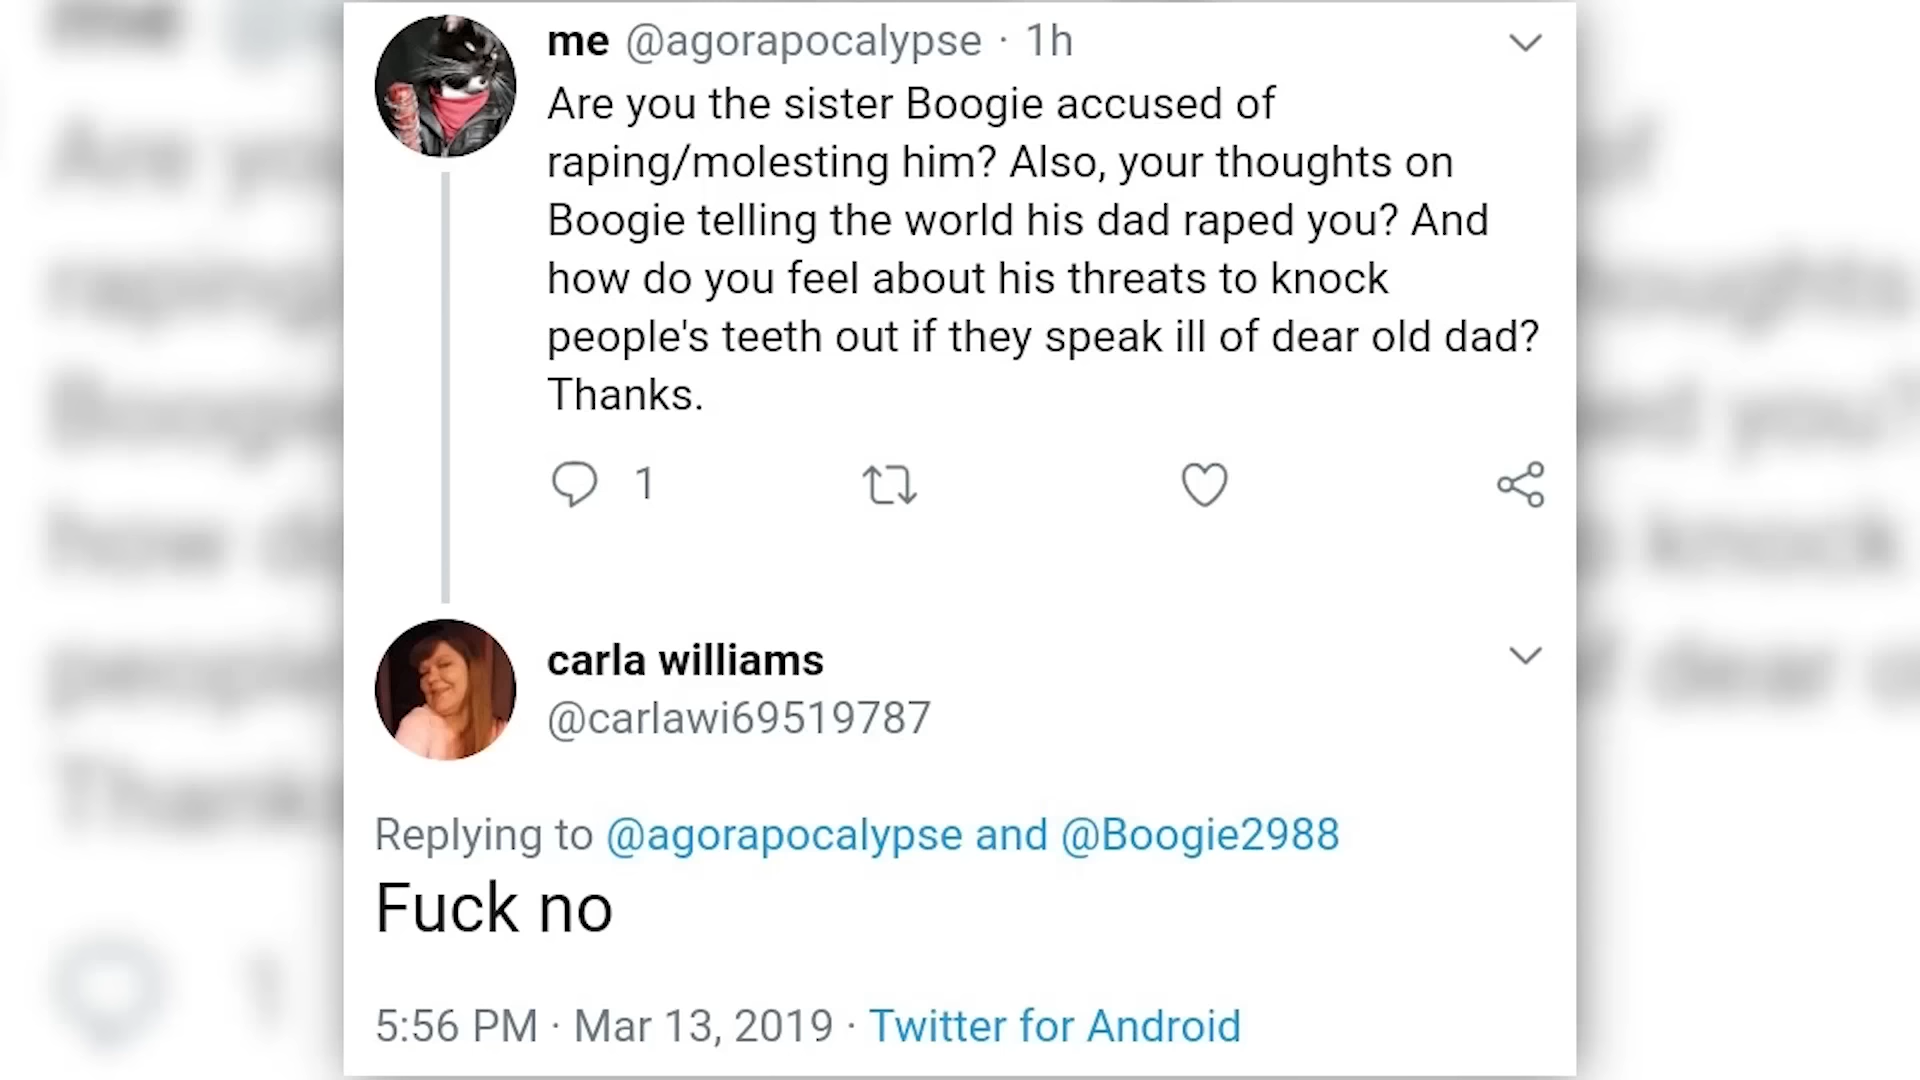 me @agorapocalypse · 1h
Are you the sister Boogie accused of
raping/molesting him? Also, your thoughts on
Boogie telling the world his dad raped you? And
how do you feel about his threats to knock
people's teeth out if they speak ill of dear old dad?
Thanks.
1
carla williams
@carlawi69519787
Replying to @agorapocalypse and @Boogie2988
Fuck no
5:56 PM · Mar 13, 2019 · Twitter for Android